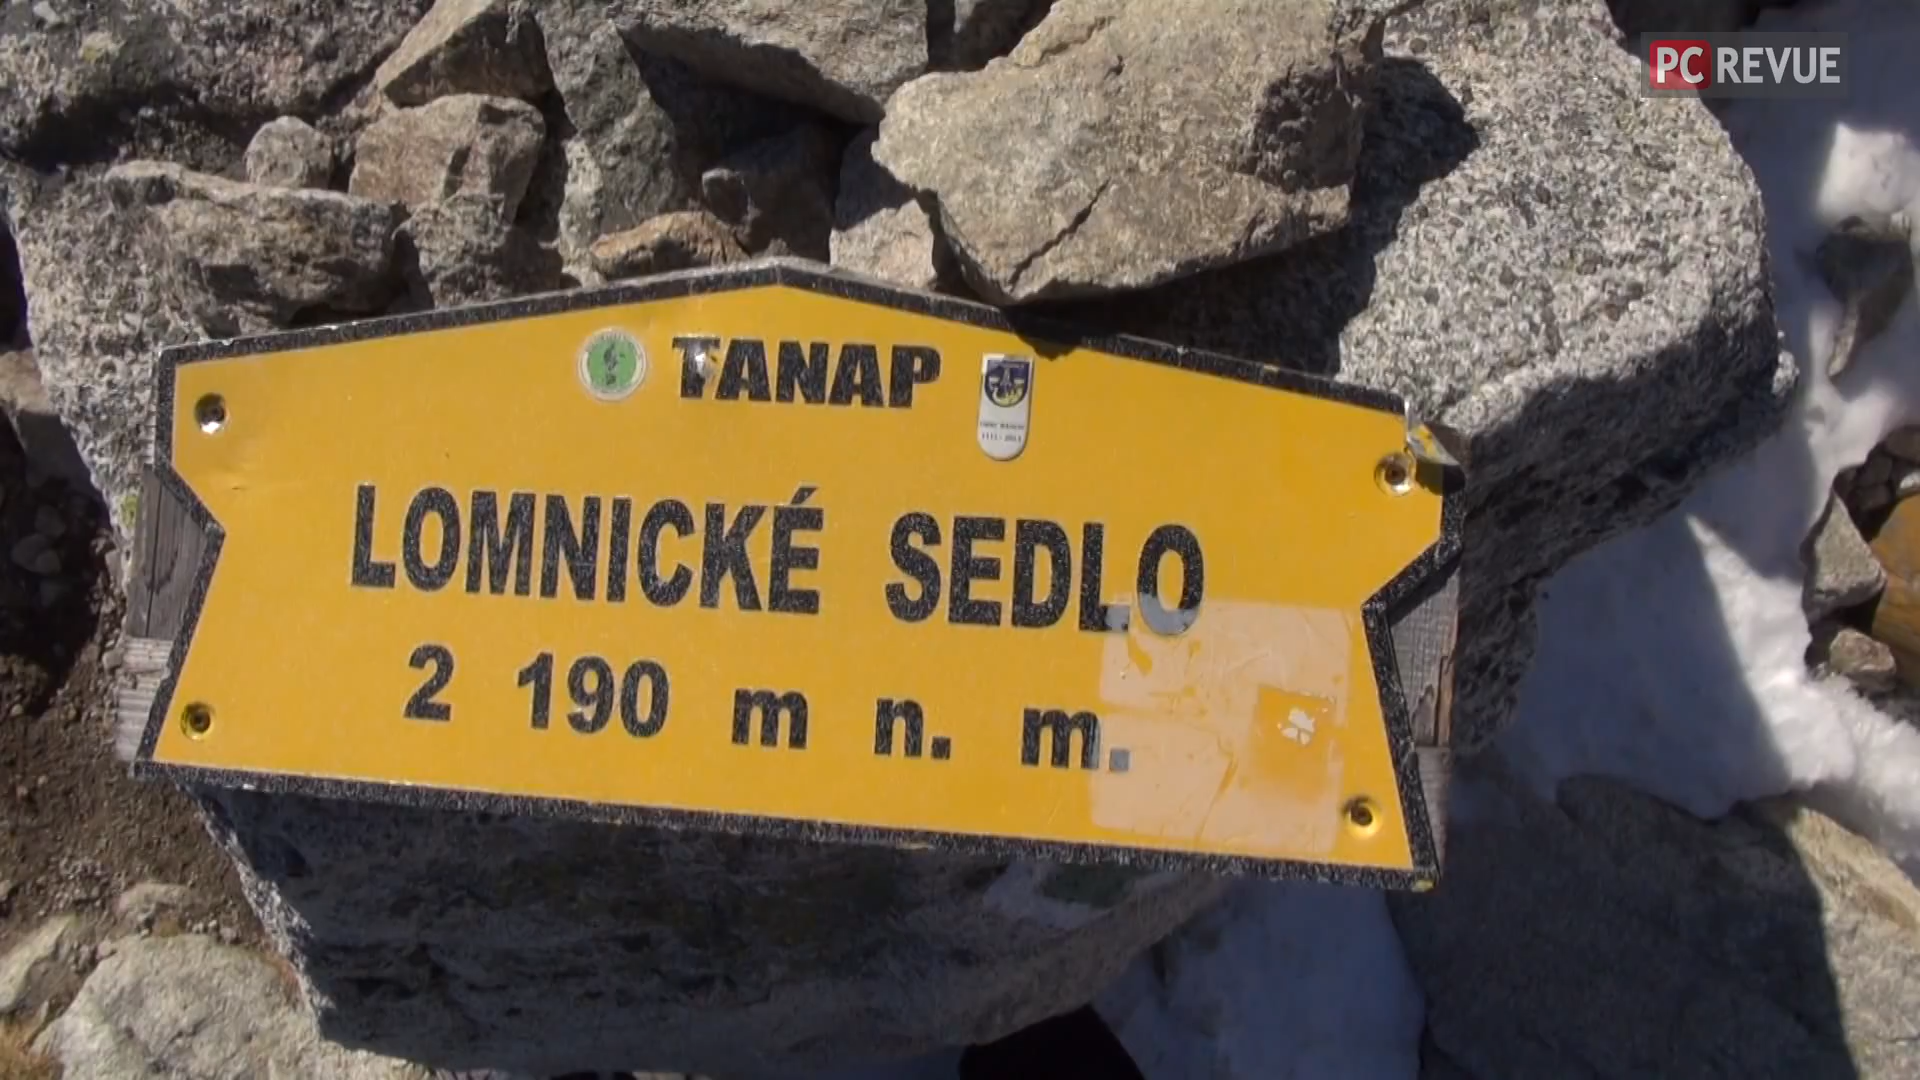 PC REVUE
TANAP
LOMNICKÉ SEDLO
2 190 m n. m.